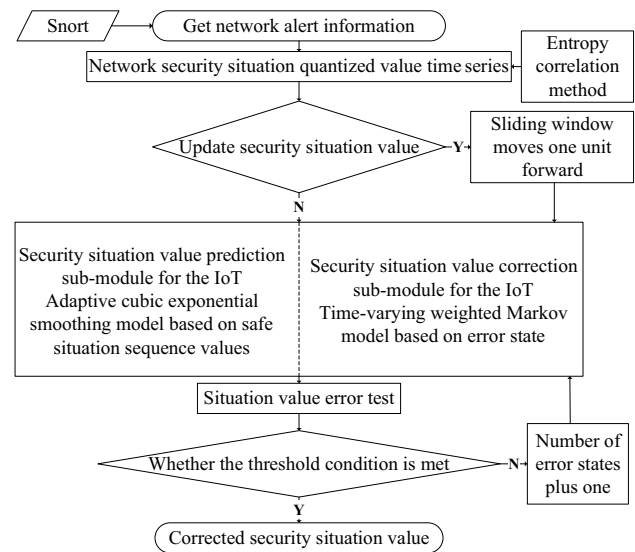 Snort
Get network alert information
Network security situation quantized value time series
Entropy
correlation
method
Update security situation value
Y
Sliding window
moves one unit
forward
N
Security situation value prediction
sub-module for the IoT
Adaptive cubic exponential
smoothing model based on safe
situation sequence values
Security situation value correction
sub-module for the IoT
Time-varying weighted Markov
model based on error state
Situation value error test
Whether the threshold condition is met
N
Number of
error states
plus one
Y
Corrected security situation value